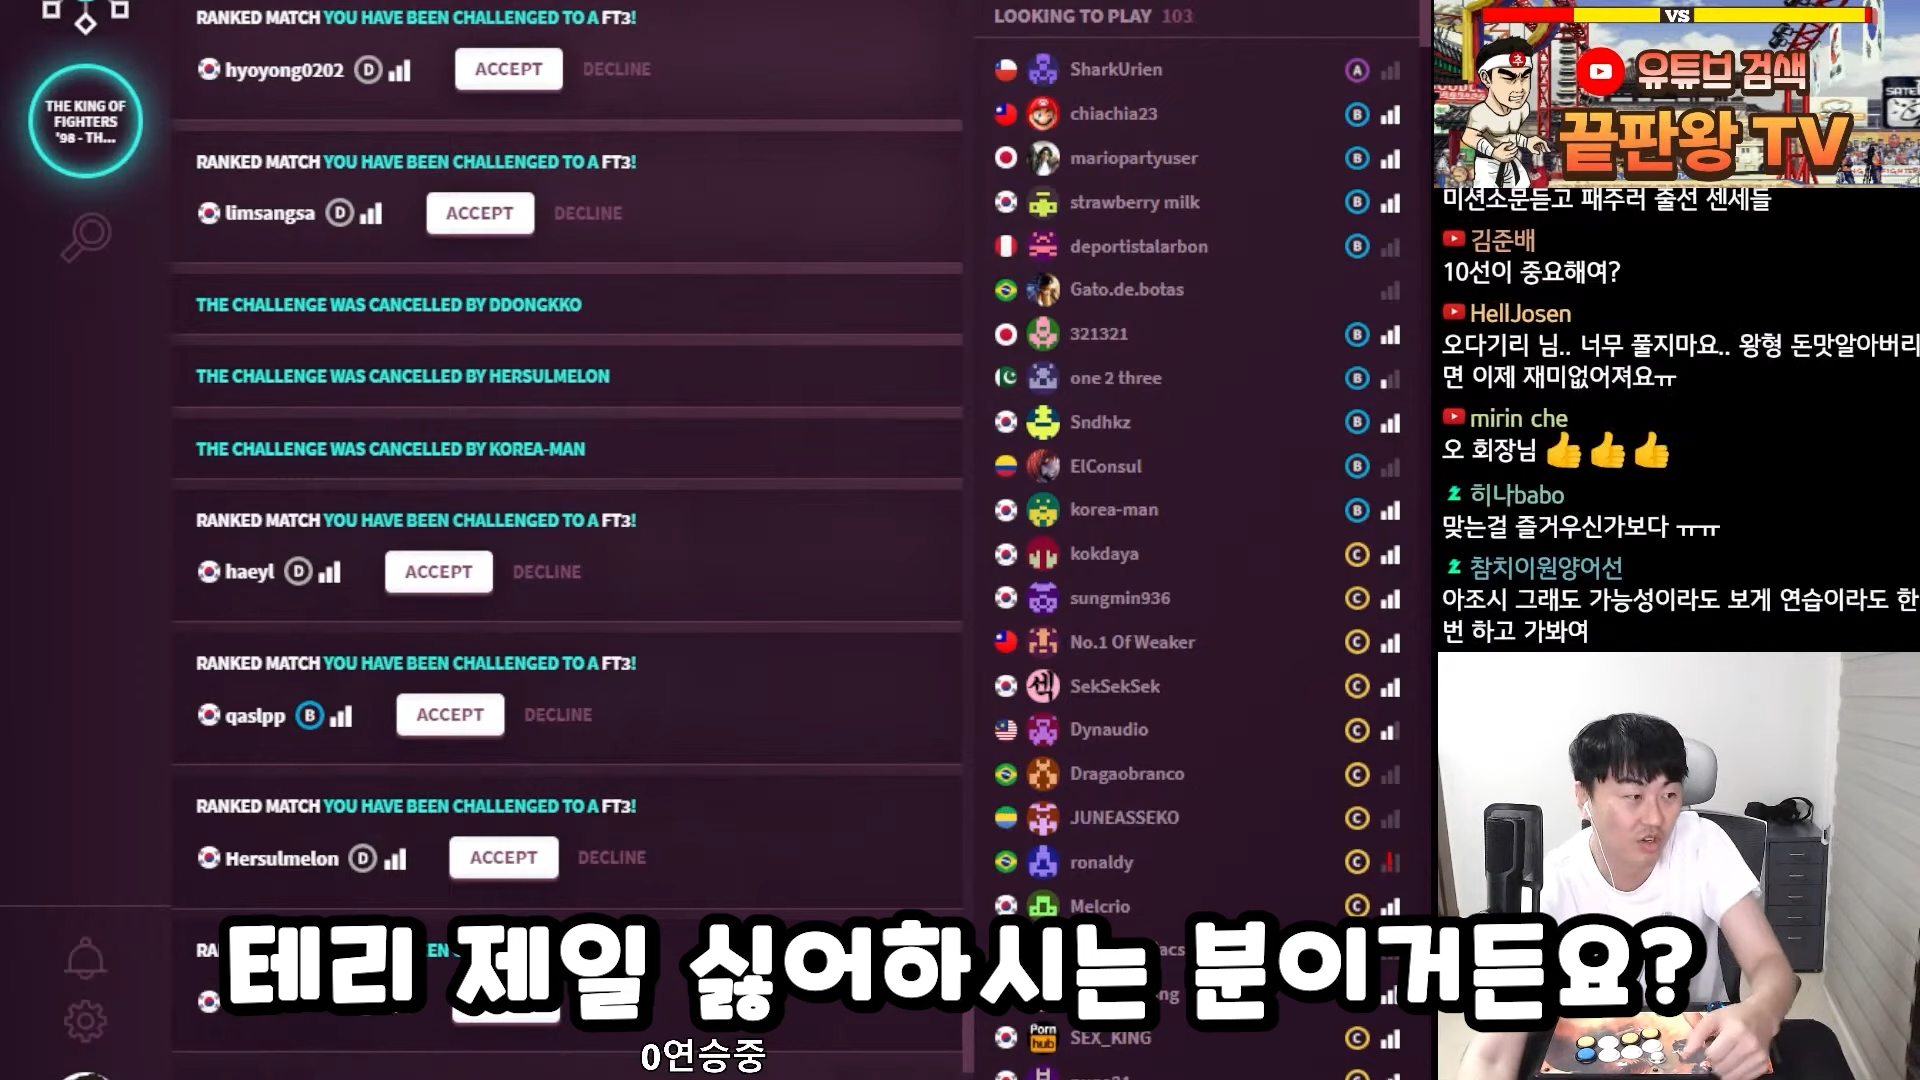 RANKED MATCH YOU HAVE BEEN CHALLENGED TO A FT3!
hyoyong0202 D ACCEPT DECLINE
THE KING OF
FIGHTERS
'98 - TH...
RANKED MATCH YOU HAVE BEEN CHALLENGED TO A FT3!
limsangsa D ACCEPT DECLINE
THE CHALLENGE WAS CANCELLED BY DDONGKKO
THE CHALLENGE WAS CANCELLED BY HERSULMELON
THE CHALLENGE WAS CANCELLED BY KOREA-MAN
RANKED MATCH YOU HAVE BEEN CHALLENGED TO A FT3!
haeyl D ACCEPT DECLINE
RANKED MATCH YOU HAVE BEEN CHALLENGED TO A FT3!
qaslpp B ACCEPT DECLINE
RANKED MATCH YOU HAVE BEEN CHALLENGED TO A FT3!
Hersulmelon D ACCEPT DECLINE
LOOKING TO PLAY 103
SharkUrien A
chiachia23 B
mariopartyuser B
strawberry milk B
deportistalarbon B
Gato.de.botas
321321 B
one 2 three B
Sndhkz B
ElConsul B
korea-man B
kokdaya C
sungmin936 C
No.1 Of Weaker C
섹 SekSekSek C
Dynaudio C
Dragaobranco C
JUNEASSEKO C
ronaldy C
Melcrio C
Porn
hub
SEX_KING C
VS
유튜브 검색
끝판왕 TV
미션소문듣고 패주러 출선 센세들
김준배
10선이 중요해여?
HellJosen
오다기리 님.. 너무 풀지마요.. 왕형 돈맛알아버리
면 이제 재미없어져요ㅠ
mirin che
오 회장님 👍👍👍
히나babo
맞는걸 즐거우신가보다 ㅠㅠ
참치이원양어선
아조시 그래도 가능성이라도 보게 연습이라도 한
번 하고 가봐여
테리 제일 싫어하시는 분이거든요?
0연승중